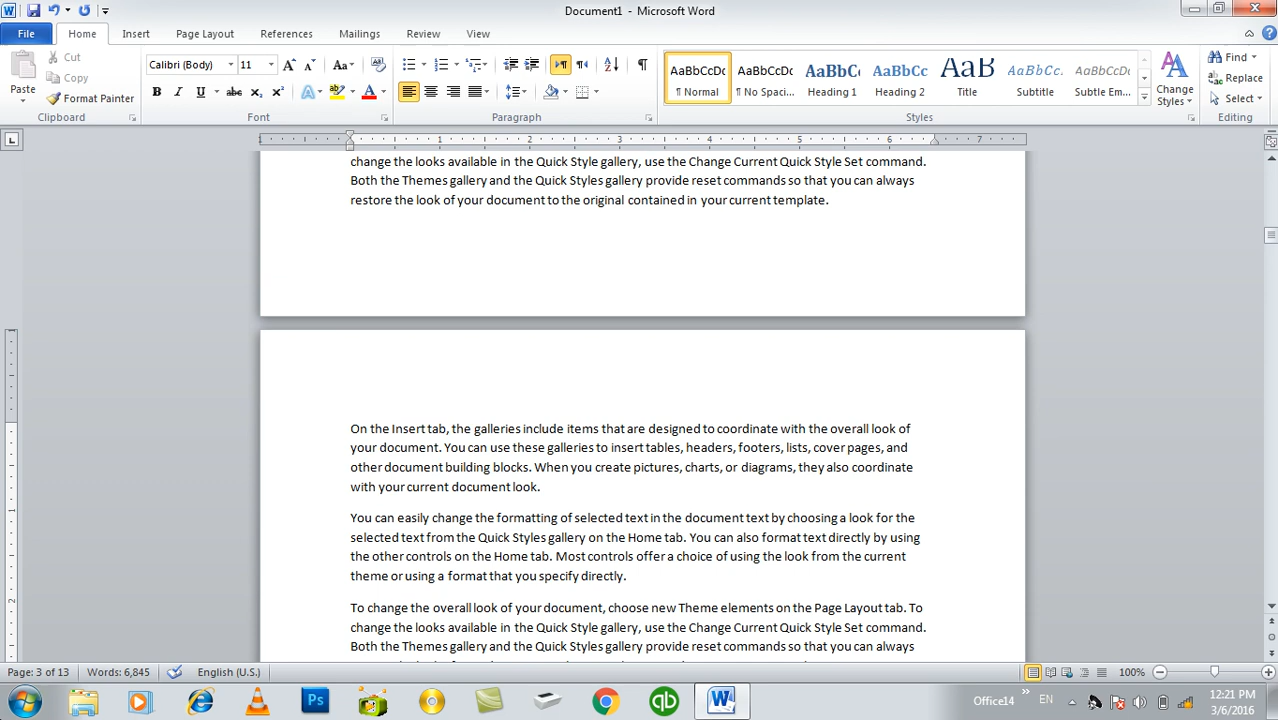 Document1 - Microsoft Word
File Home Insert Page Layout References Mailings Review View
Cut
Copy
Format Painter
Paste
Clipboard
Calibri (Body) 11
Font
Paragraph
AaBbCcDc AaBbCcDc AaBbC AaBbCc AaB AaBbCc. AaBbCcDc
¶ Normal ¶ No Spaci... Heading 1 Heading 2 Title Subtitle Subtle Em...
Change
Styles
Styles
Find
Replace
Select
Editing
1 2 3 4 5 6 7
change the looks available in the Quick Style gallery, use the Change Current Quick Style Set command.
Both the Themes gallery and the Quick Styles gallery provide reset commands so that you can always
restore the look of your document to the original contained in your current template.
On the Insert tab, the galleries include items that are designed to coordinate with the overall look of
your document. You can use these galleries to insert tables, headers, footers, lists, cover pages, and
other document building blocks. When you create pictures, charts, or diagrams, they also coordinate
with your current document look.
You can easily change the formatting of selected text in the document text by choosing a look for the
selected text from the Quick Styles gallery on the Home tab. You can also format text directly by using
the other controls on the Home tab. Most controls offer a choice of using the look from the current
theme or using a format that you specify directly.
To change the overall look of your document, choose new Theme elements on the Page Layout tab. To
change the looks available in the Quick Style gallery, use the Change Current Quick Style Set command.
Both the Themes gallery and the Quick Styles gallery provide reset commands so that you can always
Page: 3 of 13 Words: 6,845 English (U.S.) 100%
Office14 EN 12:21 PM
3/6/2016